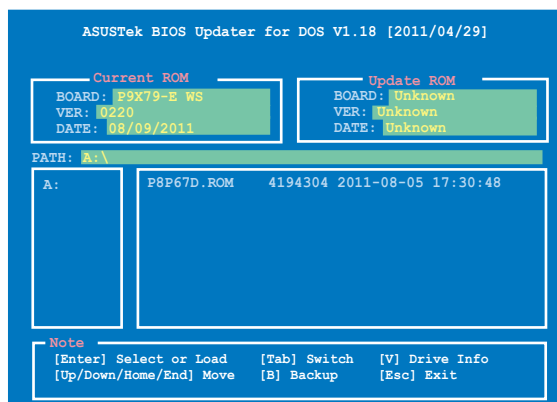 ASUSTek BIOS Updater for DOS V1.18 [2011/04/29]
Current ROM
BOARD: P9X79-E WS
VER: 0220
DATE: 08/09/2011
Update ROM
BOARD: Unknown
VER: Unknown
DATE: Unknown
PATH: A:\
A:
P8P67D.ROM 4194304 2011-08-05 17:30:48
Note
[Enter] Select or Load [Tab] Switch [V] Drive Info
[Up/Down/Home/End] Move [B] Backup [Esc] Exit